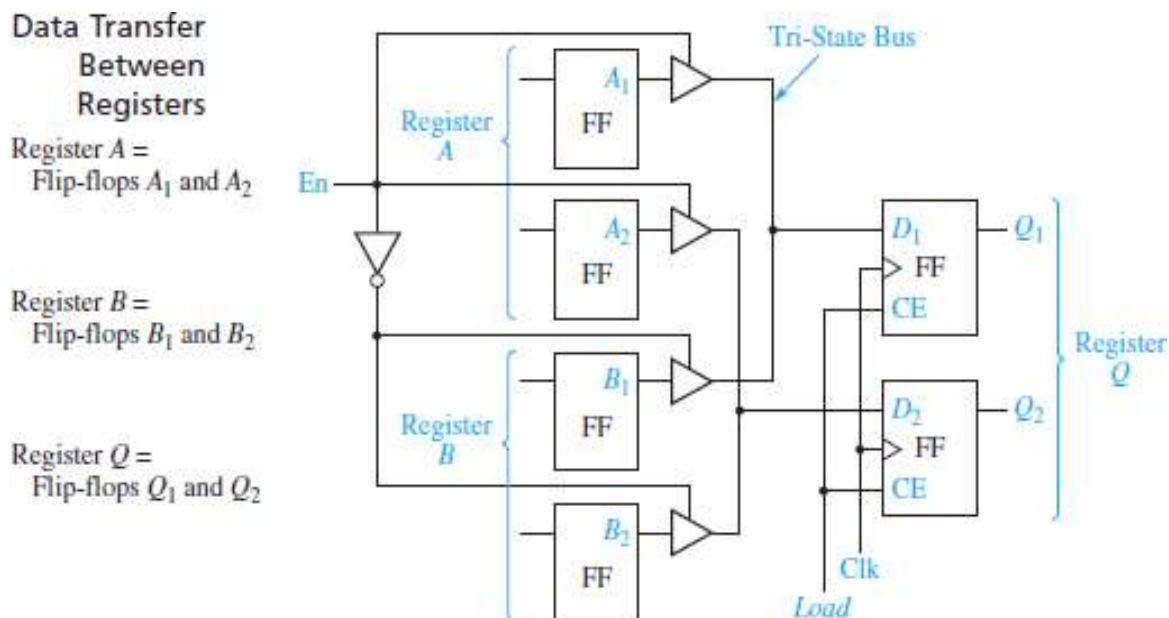 Data Transfer
Between
Registers
Register A =
Flip-flops A₁ and A₂
Register B =
Flip-flops B₁ and B₂
Register Q =
Flip-flops Q₁ and Q₂
En
Register
A
A₁
FF
A₂
FF
Register
B
B₁
FF
B₂
FF
Tri-State Bus
D₁
FF
CE
Q₁
D₂
FF
CE
Q₂
Register
Q
Clk
Load